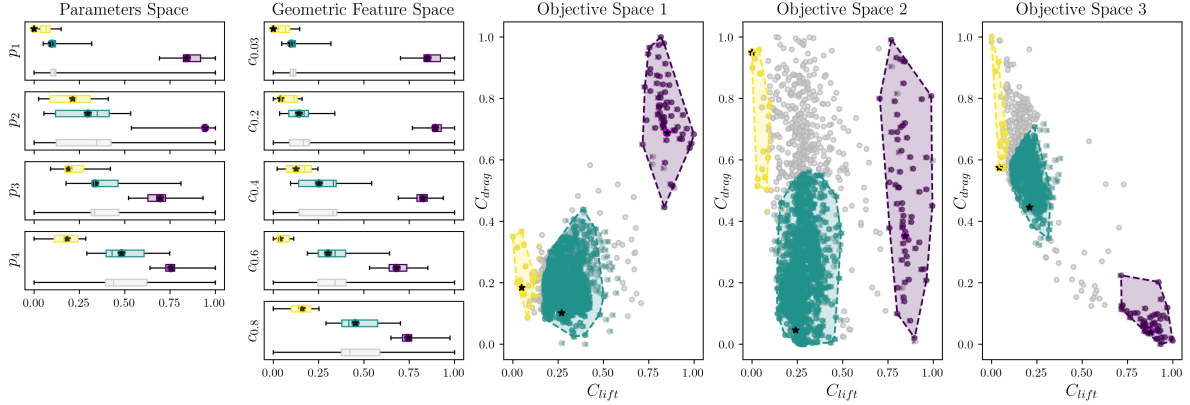 Parameters Space
p1
p2
p3
p4
0.00 0.25 0.50 0.75 1.00
Geometric Feature Space
c0.03
c0.2
c0.4
c0.6
c0.8
0.00 0.25 0.50 0.75 1.00
Objective Space 1
Cdrag
1.0
0.8
0.6
0.4
0.2
0.0
0.00 0.25 0.50 0.75 1.00
Clift
Objective Space 2
Cdrag
1.0
0.8
0.6
0.4
0.2
0.0
0.00 0.25 0.50 0.75 1.00
Clift
Objective Space 3
Cdrag
1.0
0.8
0.6
0.4
0.2
0.0
0.00 0.25 0.50 0.75 1.00
Clift